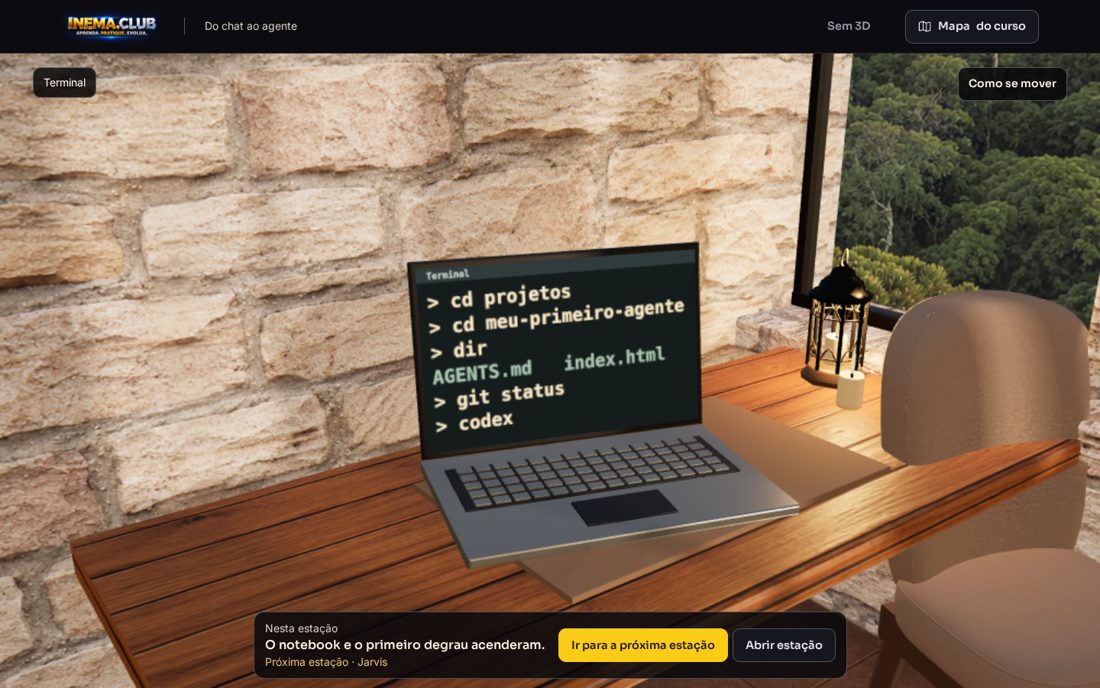 INEMA.CLUB
APRENDA. PRATIQUE. EVOLUA.
Do chat ao agente
Sem 3D
Mapa do curso
Terminal
Como se mover
Terminal
> cd projetos
> cd meu-primeiro-agente
> dir
AGENTS.md index.html
> git status
> codex
Nesta estação
O notebook e o primeiro degrau acenderam.
Próxima estação · Jarvis
Ir para a próxima estação
Abrir estação